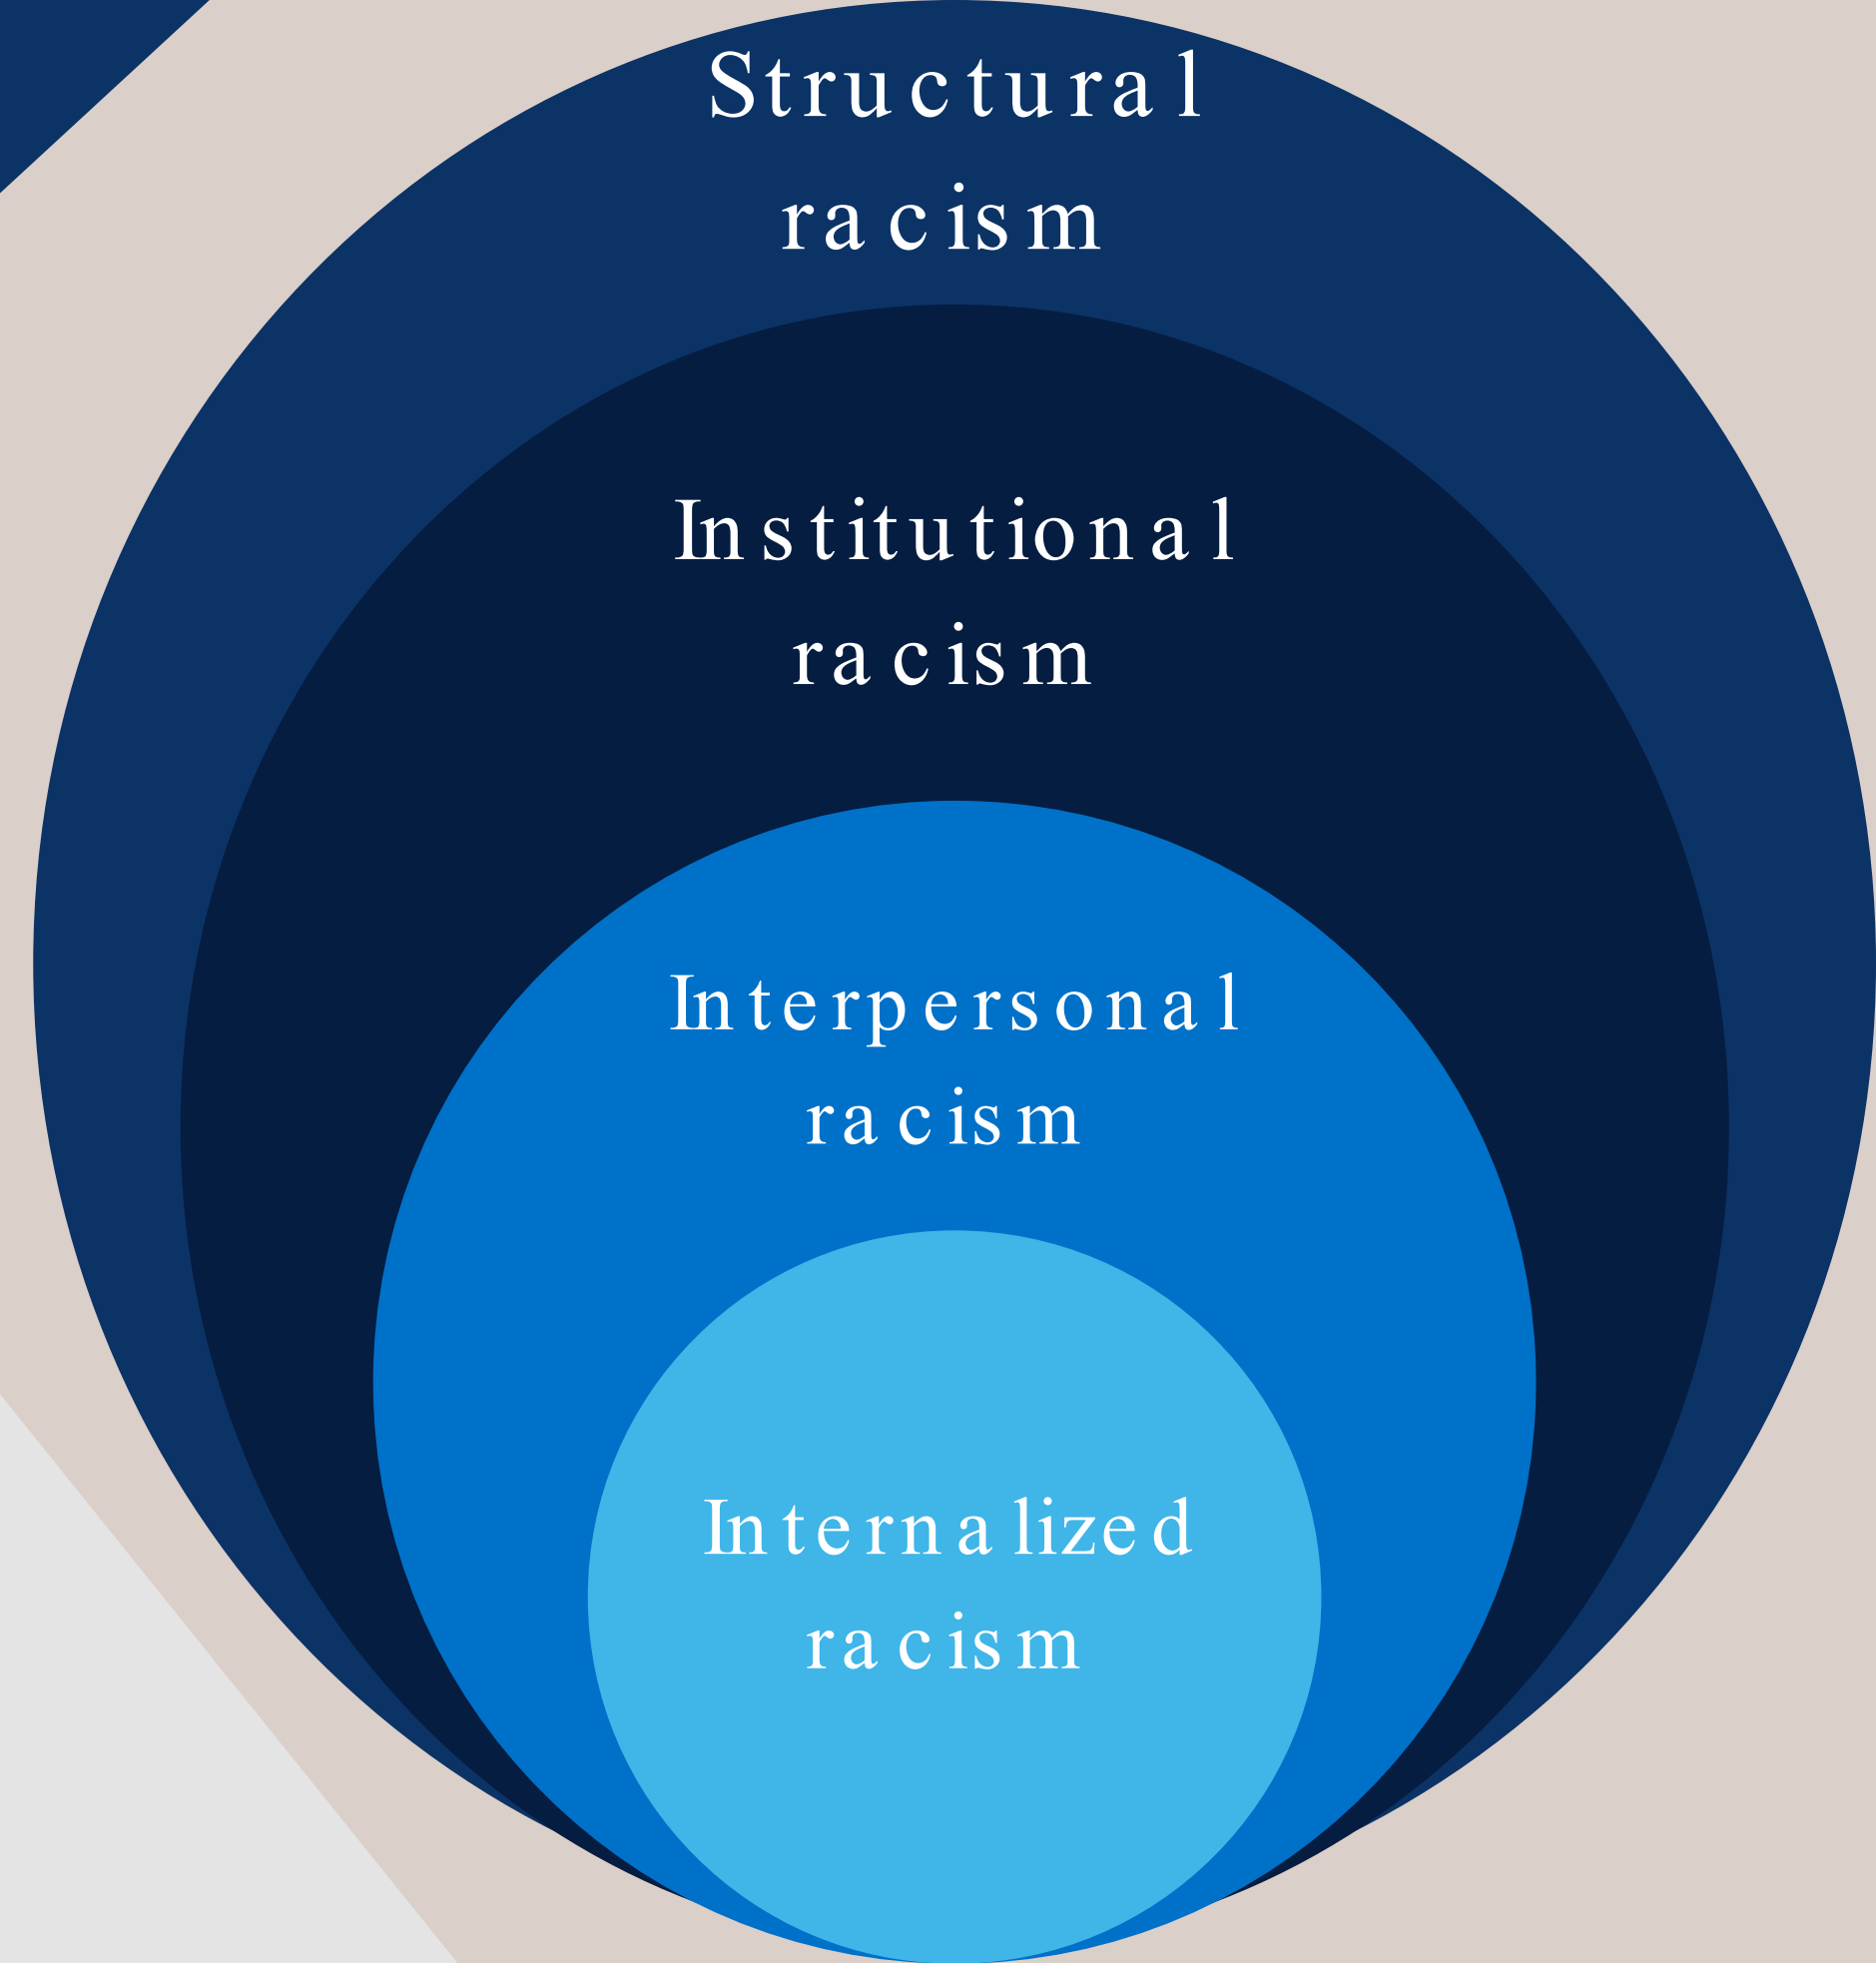 Structural
racism
Institutional
racism
Interpersonal
racism
Internalized
racism